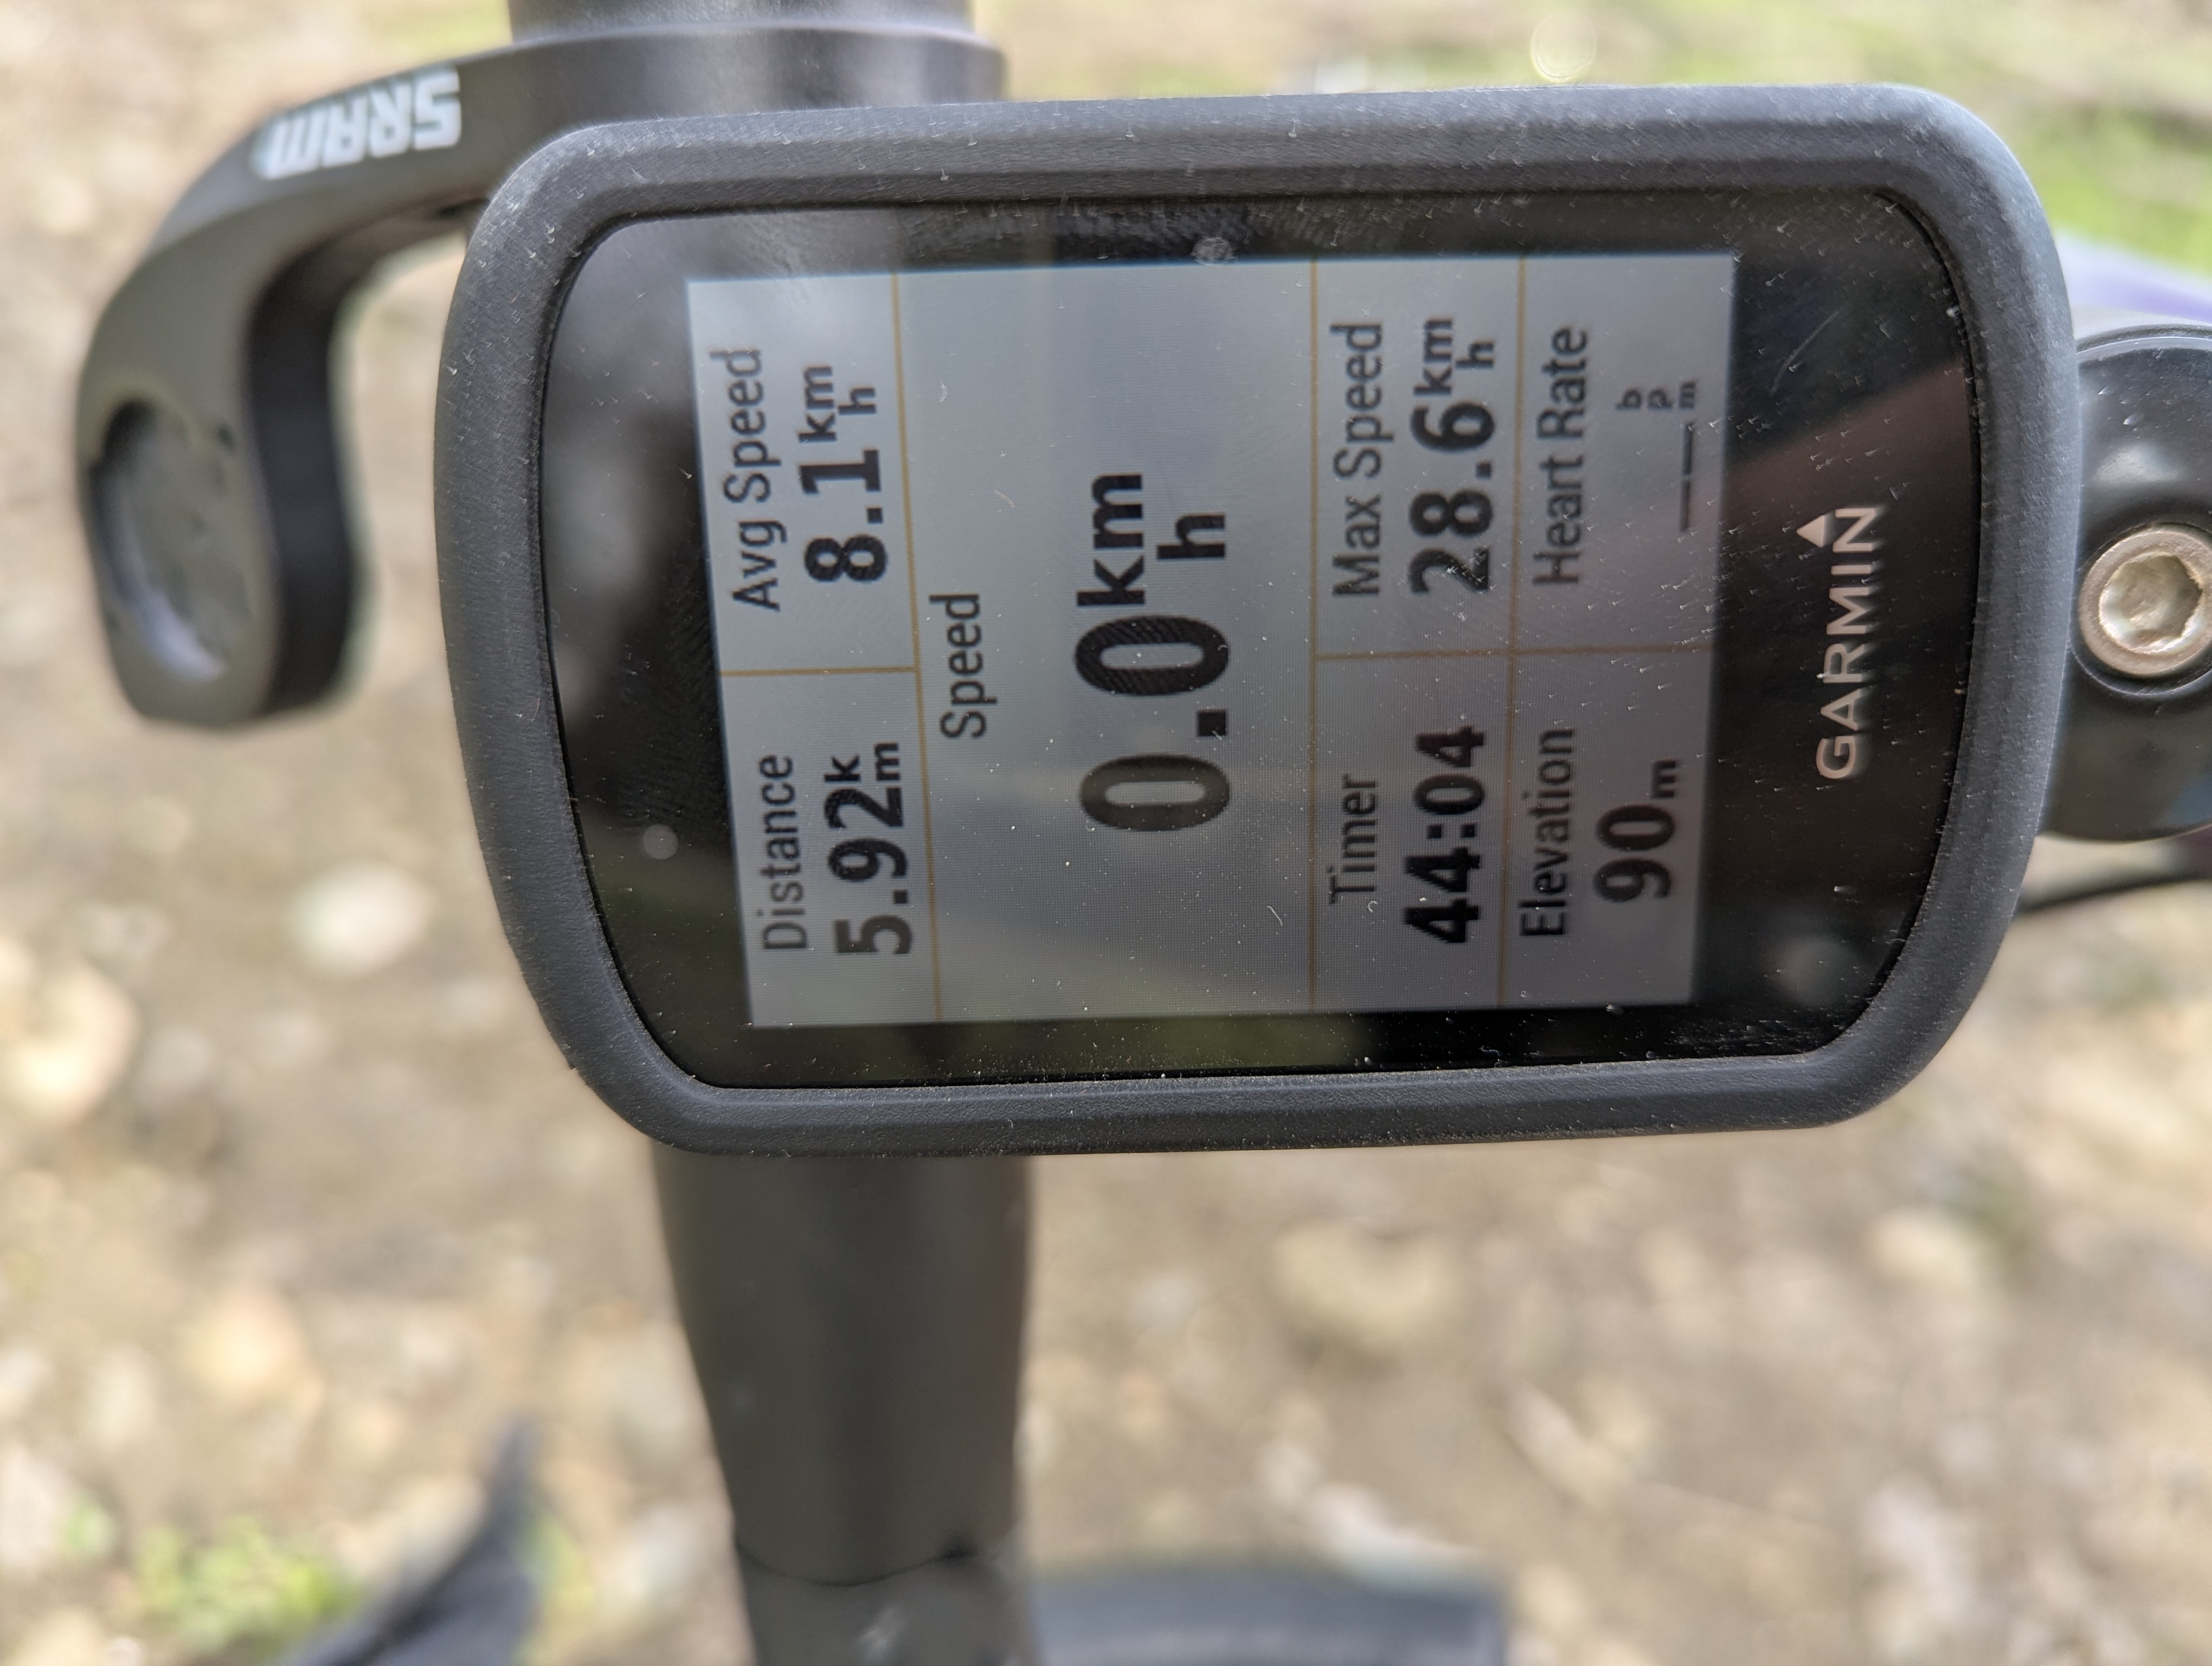 SRAM
Distance
5.92 km
Avg Speed
8.1 km h
Speed
0.0 km h
Timer
44:04
Max Speed
28.6 km h
Elevation
90 m
Heart Rate
--- bpm
GARMIN